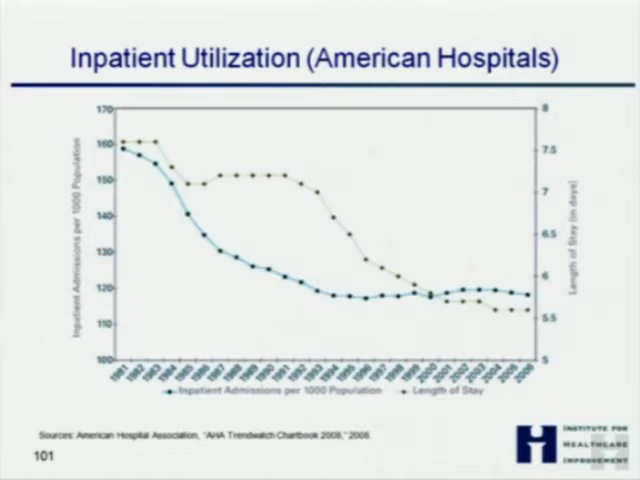 Inpatient Utilization (American Hospitals)
170
160
150
140
130
120
110
100
Inpatient Admissions per 1000 Population
8
7.5
7
6.5
6
5.5
5
Length of Stay (in days)
1981 1982 1983 1984 1985 1986 1987 1988 1989 1990 1991 1992 1993 1994 1995 1996 1997 1998 1999 2000 2001 2002 2003 2004 2005 2006
Inpatient Admissions per 1000 Population Length of Stay
Sources: American Hospital Association, "AHA Trendwatch Chartbook 2008," 2008.
101
INSTITUTE FOR
HEALTHCARE
IMPROVEMENT